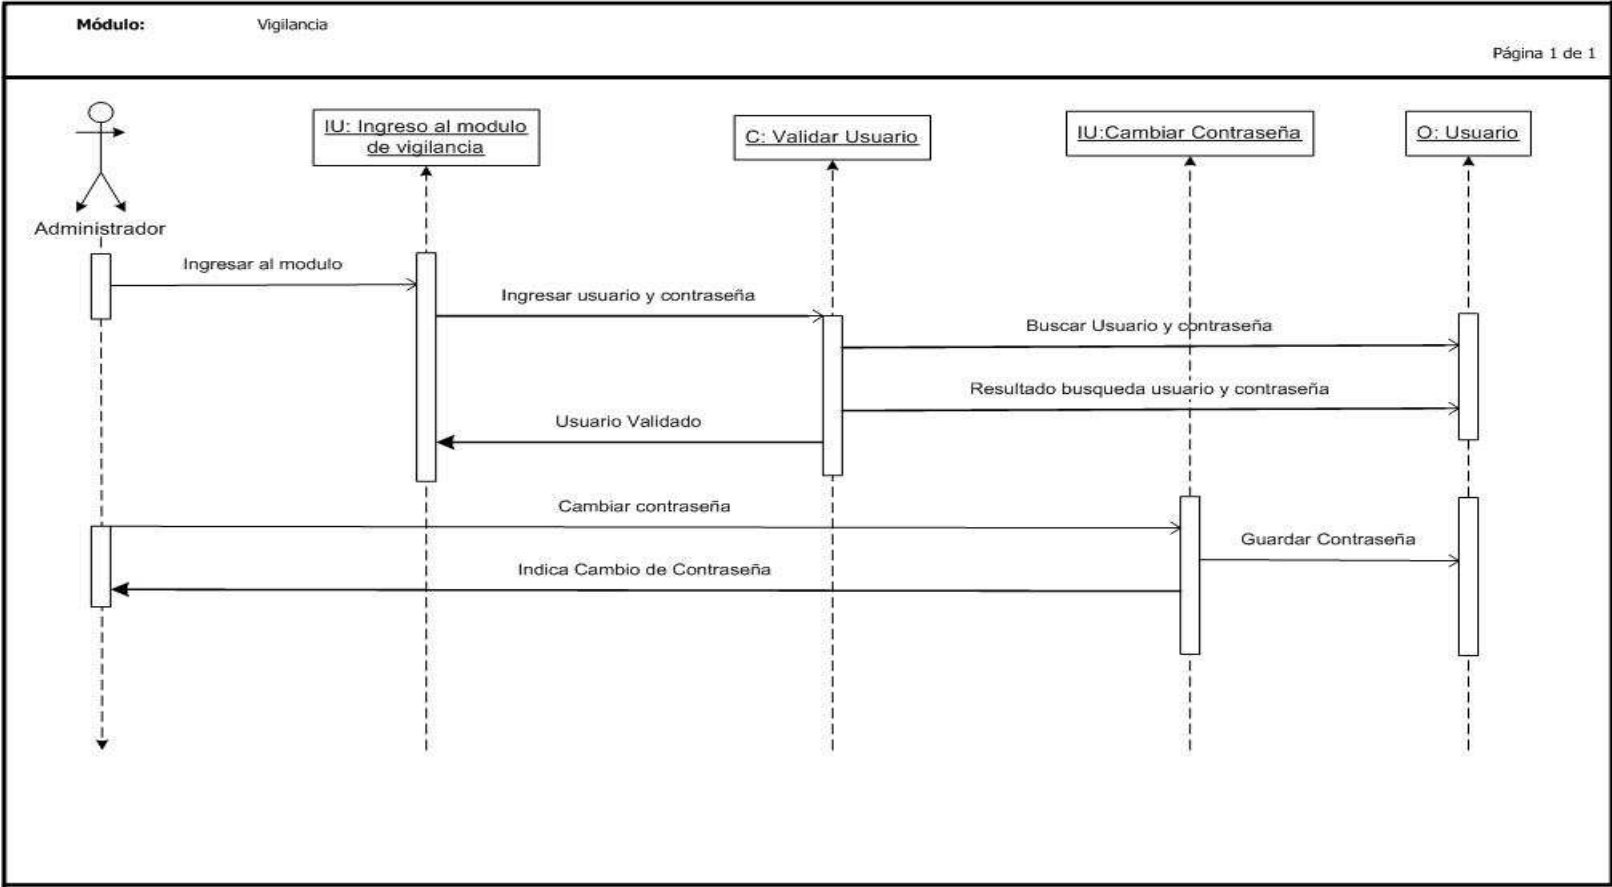 Módulo: Vigilancia
Página 1 de 1
IU: Ingreso al modulo
de vigilancia
C: Validar Usuario
IU:Cambiar Contraseña
O: Usuario
Administrador
Ingresar al modulo
Ingresar usuario y contraseña
Buscar Usuario y contraseña
Resultado busqueda usuario y contraseña
Usuario Validado
Cambiar contraseña
Guardar Contraseña
Indica Cambio de Contraseña